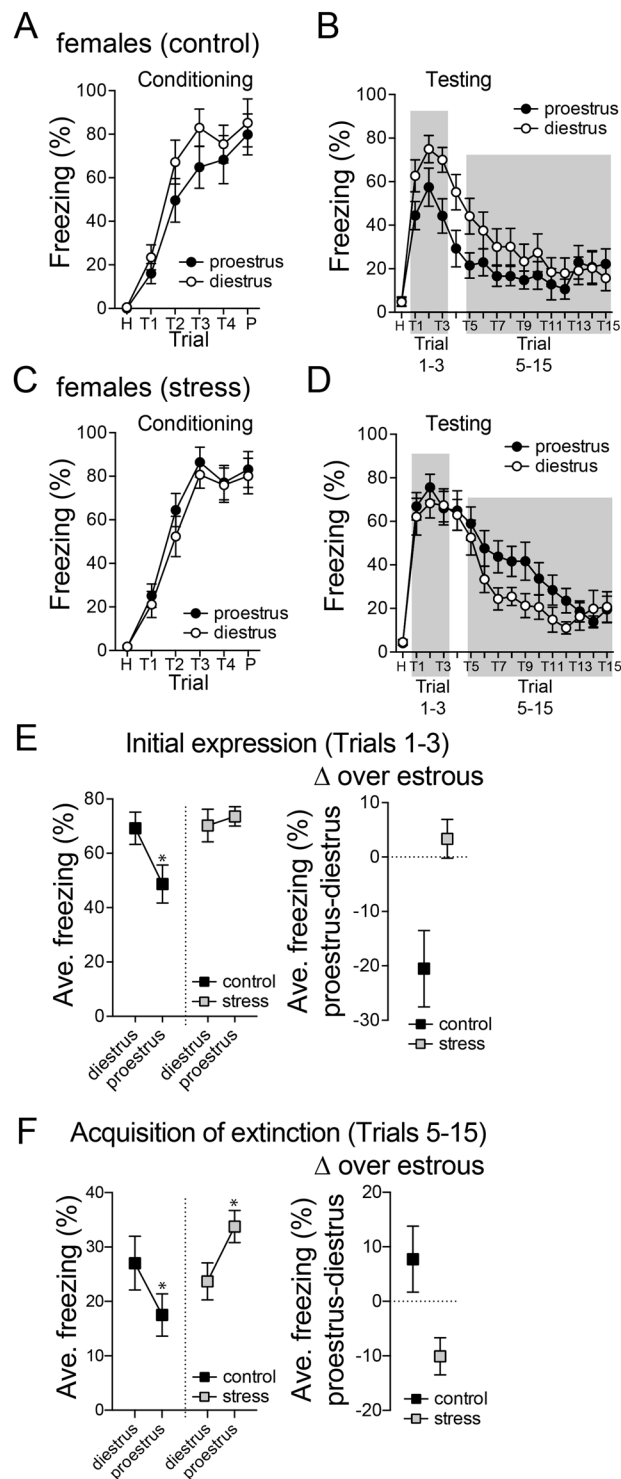 A females (control)
Conditioning
Freezing (%)
100
80
60
40
20
0
proestrus
diestrus
H T1 T2 T3 T4 P
Trial
B
Testing
Freezing (%)
100
80
60
40
20
0
proestrus
diestrus
H T1 T3 T5 T7 T9 T11 T13 T15
Trial Trial
1-3 5-15
C females (stress)
Conditioning
Freezing (%)
100
80
60
40
20
0
proestrus
diestrus
H T1 T2 T3 T4 P
Trial
D
Testing
Freezing (%)
100
80
60
40
20
0
proestrus
diestrus
H T1 T3 T5 T7 T9 T11 T13 T15
Trial Trial
1-3 5-15
E Initial expression (Trials 1-3)
Ave. freezing (%)
80
60
40
20
0
*
control
stress
diestrus
proestrus
diestrus
proestrus
Δ over estrous
Ave. freezing (%)
proestrus-diestrus
10
0
-10
-20
-30
control
stress
F Acquisition of extinction (Trials 5-15)
Ave. freezing (%)
40
30
20
10
0
*
*
control
stress
diestrus
proestrus
diestrus
proestrus
Δ over estrous
Ave. freezing (%)
proestrus-diestrus
20
10
0
-10
-20
control
stress